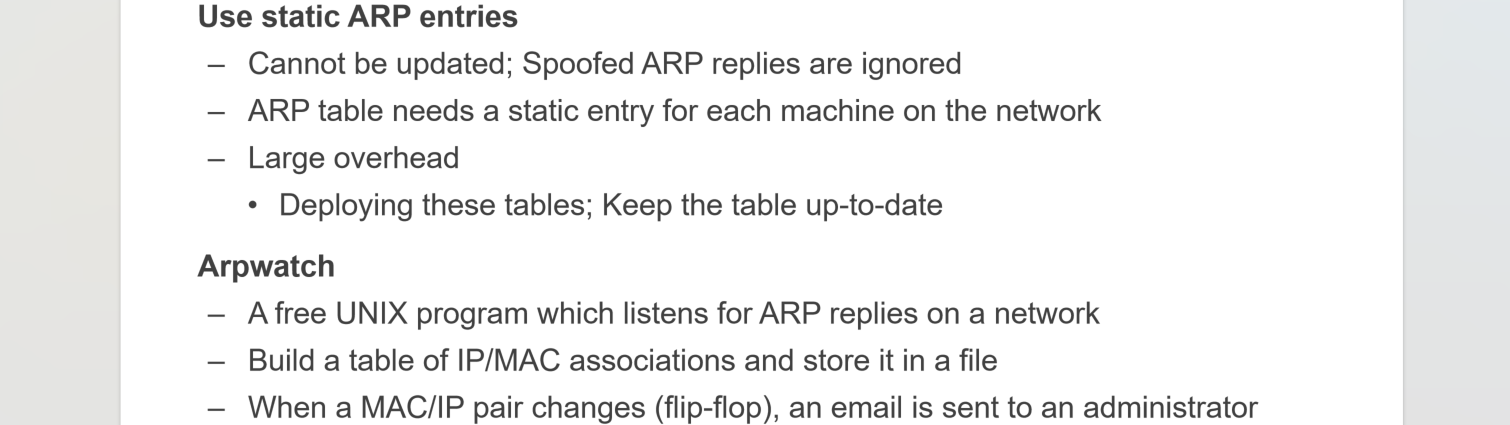 Use static ARP entries
– Cannot be updated; Spoofed ARP replies are ignored
– ARP table needs a static entry for each machine on the network
– Large overhead
• Deploying these tables; Keep the table up-to-date
Arpwatch
– A free UNIX program which listens for ARP replies on a network
– Build a table of IP/MAC associations and store it in a file
– When a MAC/IP pair changes (flip-flop), an email is sent to an administrator